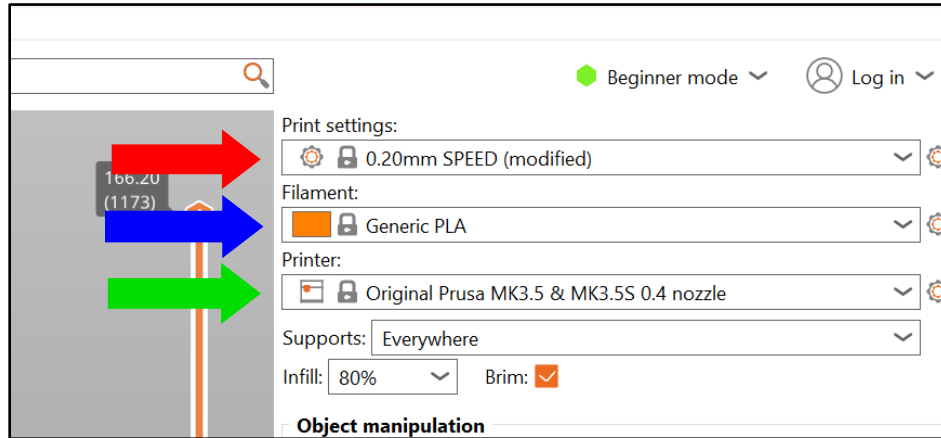 Beginner mode Log in
Print settings:
0.20mm SPEED (modified)
166.20
(1173)
Filament:
Generic PLA
Printer:
Original Prusa MK3.5 & MK3.5S 0.4 nozzle
Supports: Everywhere
Infill: 80% Brim:
Object manipulation